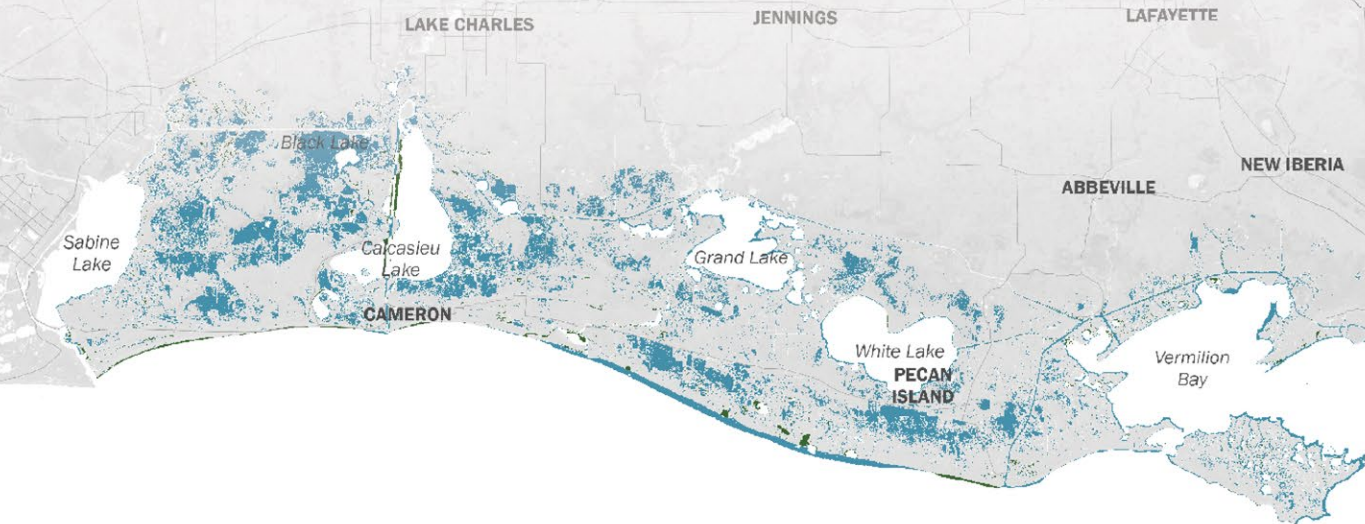 LAKE CHARLES
JENNINGS
LAFAYETTE
Black Lake
NEW IBERIA
ABBEVILLE
Sabine
Lake
Calcasieu
Lake
Grand Lake
CAMERON
White Lake
PECAN
ISLAND
Vermilion
Bay